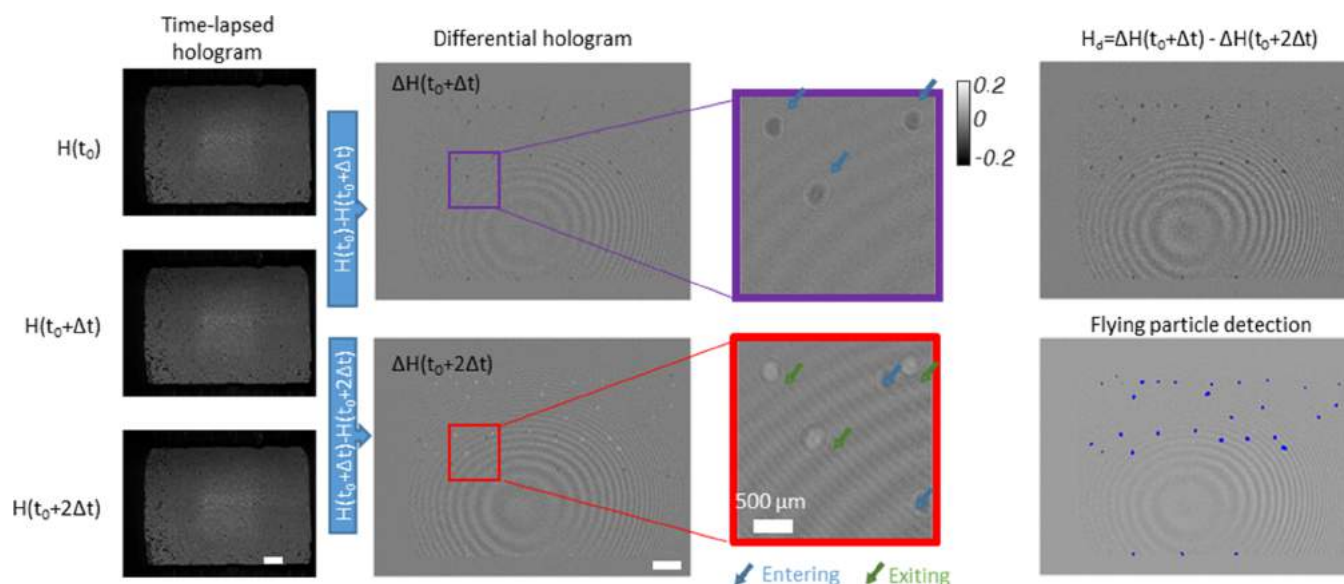 Time-lapsed
hologram
H(t₀)
H(t₀+Δt)
H(t₀+2Δt)
H(t₀)-H(t₀+Δt)
H(t₀+Δt)-H(t₀+2Δt)
Differential hologram
ΔH(t₀+Δt)
ΔH(t₀+2Δt)
0.2
0
-0.2
500 µm
Entering
Exiting
H_d=ΔH(t₀+Δt) - ΔH(t₀+2Δt)
Flying particle detection